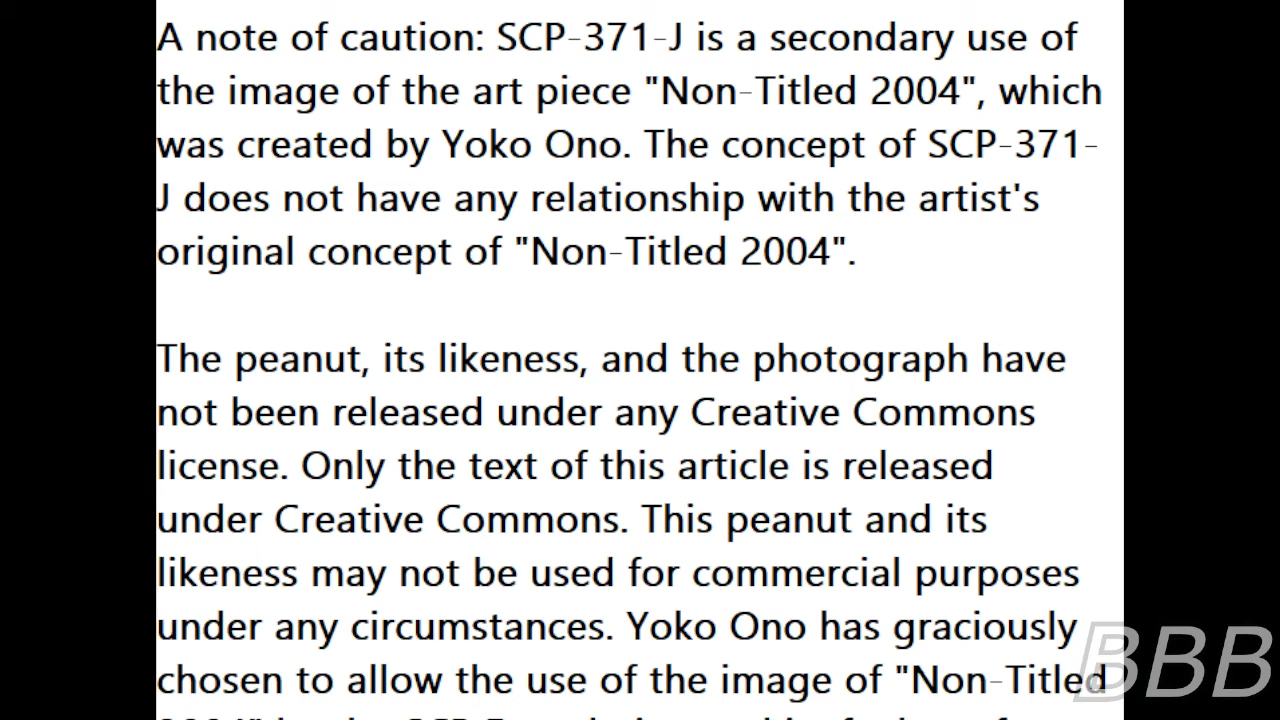 A note of caution: SCP-371-J is a secondary use of
the image of the art piece "Non-Titled 2004", which
was created by Yoko Ono. The concept of SCP-371-
J does not have any relationship with the artist's
original concept of "Non-Titled 2004".
The peanut, its likeness, and the photograph have
not been released under any Creative Commons
license. Only the text of this article is released
under Creative Commons. This peanut and its
likeness may not be used for commercial purposes
under any circumstances. Yoko Ono has graciously
chosen to allow the use of the image of "Non-Titled
BBB